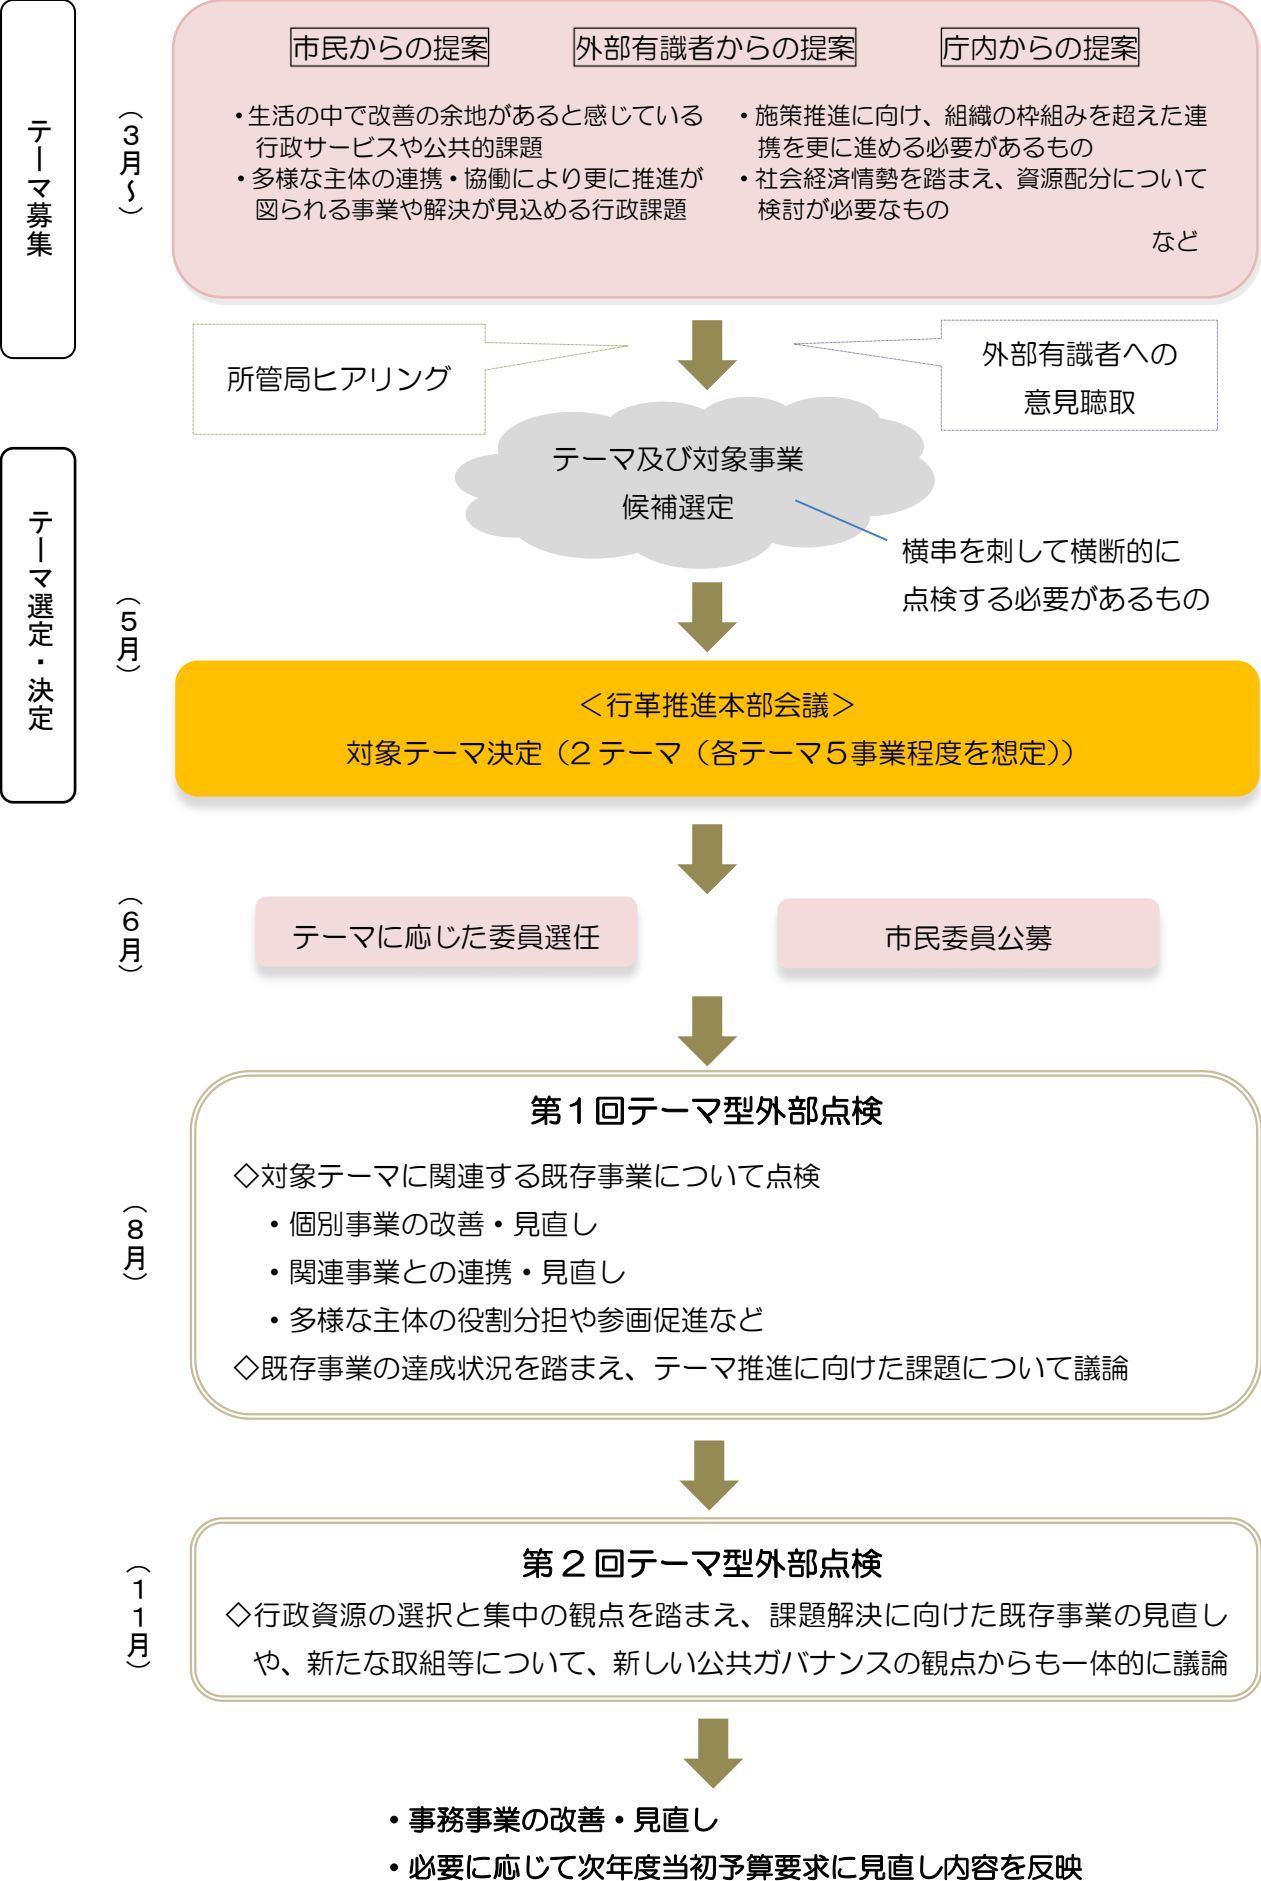 テーマ募集
（３月～）
市民からの提案
外部有識者からの提案
庁内からの提案
・生活の中で改善の余地があると感じている
行政サービスや公共的課題
・多様な主体の連携・協働により更に推進が
図られる事業や解決が見込める行政課題
・施策推進に向け、組織の枠組みを超えた連
携を更に進める必要があるもの
・社会経済情勢を踏まえ、資源配分について
検討が必要なもの
など
所管局ヒアリング
外部有識者への
意見聴取
テーマ及び対象事業
候補選定
横串を刺して横断的に
点検する必要があるもの
テーマ選定・決定
（５月）
＜行革推進本部会議＞
対象テーマ決定（２テーマ（各テーマ５事業程度を想定））
（６月）
テーマに応じた委員選任
市民委員公募
（８月）
第１回テーマ型外部点検
◇対象テーマに関連する既存事業について点検
・個別事業の改善・見直し
・関連事業との連携・見直し
・多様な主体の役割分担や参画促進など
◇既存事業の達成状況を踏まえ、テーマ推進に向けた課題について議論
（１１月）
第２回テーマ型外部点検
◇行政資源の選択と集中の観点を踏まえ、課題解決に向けた既存事業の見直し
や、新たな取組等について、新しい公共ガバナンスの観点からも一体的に議論
・事務事業の改善・見直し
・必要に応じて次年度当初予算要求に見直し内容を反映